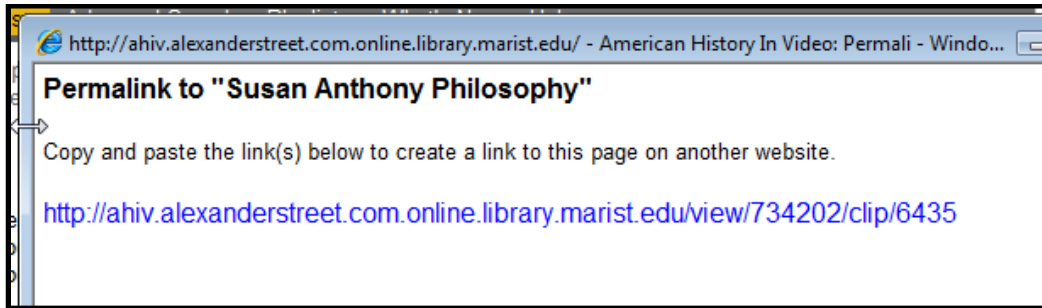 http://ahiv.alexanderstreet.com.online.library.marist.edu/ - American History In Video: Permali - Windo...
Permalink to "Susan Anthony Philosophy"
Copy and paste the link(s) below to create a link to this page on another website.
http://ahiv.alexanderstreet.com.online.library.marist.edu/view/734202/clip/6435